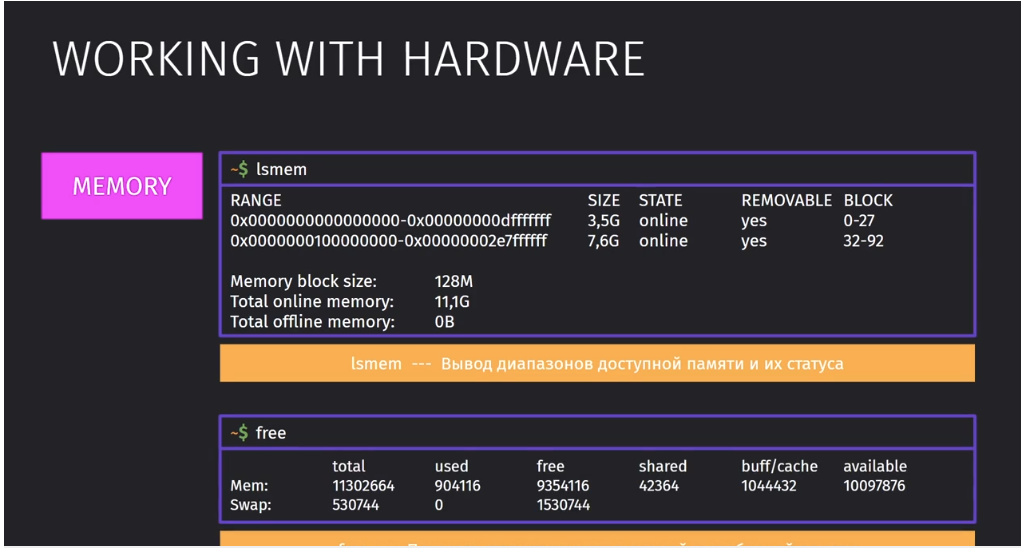 WORKING WITH HARDWARE
MEMORY
~$ lsmem
RANGE SIZE STATE REMOVABLE BLOCK
0x0000000000000000-0x00000000dfffffff 3,5G online yes 0-27
0x0000000100000000-0x00000002e7ffffff 7,6G online yes 32-92
Memory block size: 128M
Total online memory: 11,1G
Total offline memory: 0B
lsmem --- Вывод диапазонов доступной памяти и их статуса
~$ free
total used free shared buff/cache available
Mem: 11302664 904116 9354116 42364 1044432 10097876
Swap: 530744 0 1530744